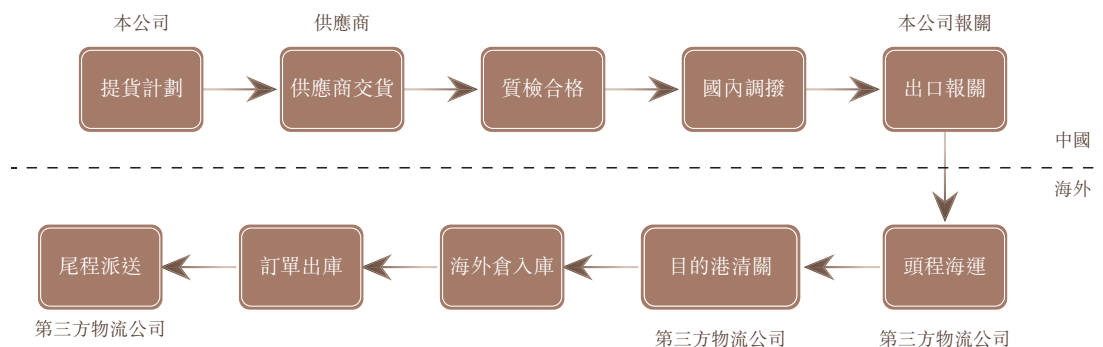 本公司
供應商
本公司報關
提貨計劃
供應商交貨
質檢合格
國內調撥
出口報關
中國
海外
尾程派送
訂單出庫
海外倉入庫
目的港清關
頭程海運
第三方物流公司
第三方物流公司
第三方物流公司